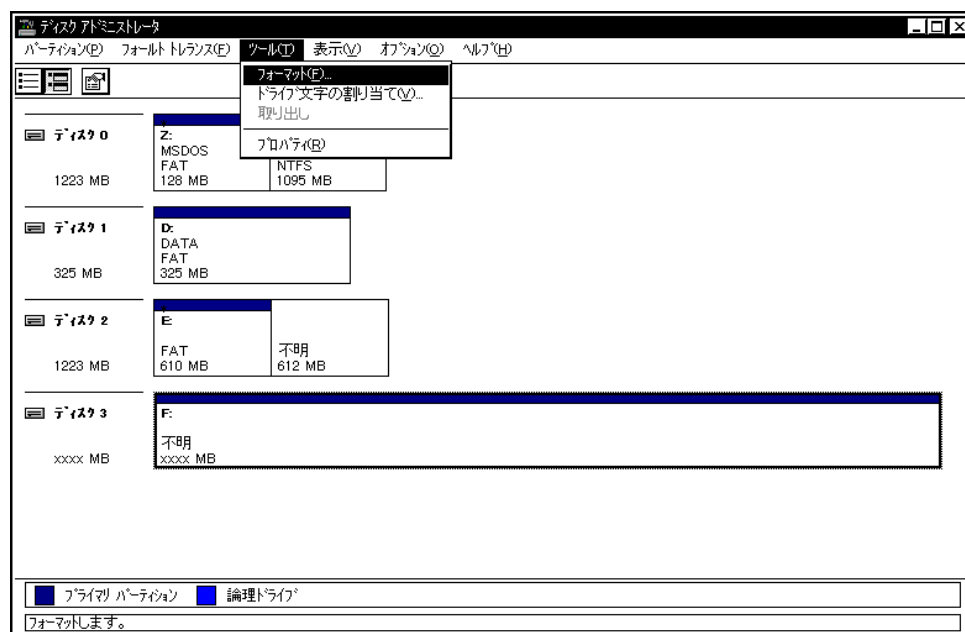 ディスク アドミニストレータ
パーティション(P) フォールト トレランス(F) ツール(T) 表示(V) オプション(O) ヘルプ(H)
フォーマット(F)...
ドライブ文字の割り当て(V)...
取り出し
プロパティ(R)
ディスク 0
1223 MB
Z:
MSDOS
FAT
128 MB
NTFS
1095 MB
ディスク 1
325 MB
D:
DATA
FAT
325 MB
ディスク 2
1223 MB
E:
FAT
610 MB
不明
612 MB
ディスク 3
xxxx MB
F:
不明
xxxx MB
プライマリ パーティション 論理ドライブ
フォーマットします。